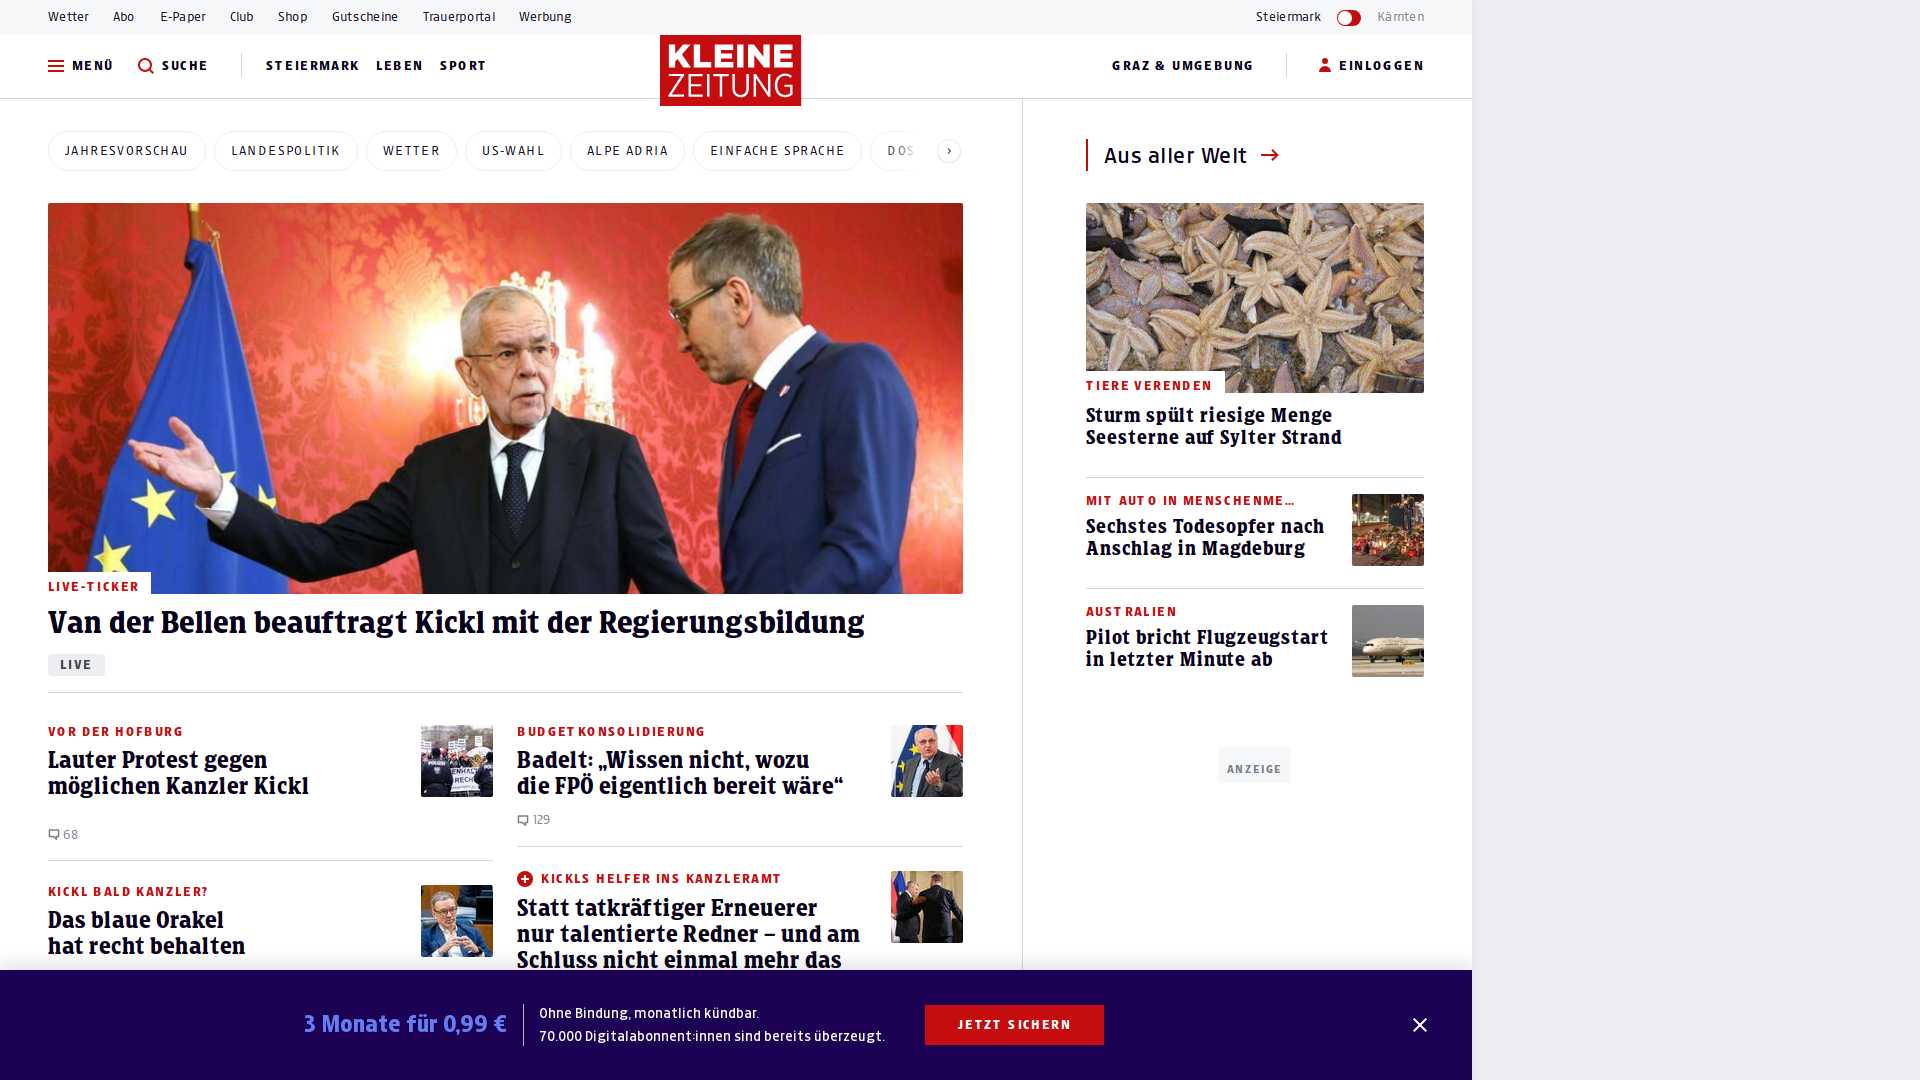 Wetter Abo E-Paper Club Shop Gutscheine Trauerportal Werbung
Steiermark Kärnten
MENÜ SUCHE STEIERMARK LEBEN SPORT
KLEINE
ZEITUNG
GRAZ & UMGEBUNG EINLOGGEN
JAHRESVORSCHAU LANDESPOLITIK WETTER US-WAHL ALPE ADRIA EINFACHE SPRACHE DOS
LIVE-TICKER
Van der Bellen beauftragt Kickl mit der Regierungsbildung
LIVE
VOR DER HOFBURG
Lauter Protest gegen
möglichen Kanzler Kickl
68
KICKL BALD KANZLER?
Das blaue Orakel
hat recht behalten
BUDGETKONSOLIDIERUNG
Badelt: „Wissen nicht, wozu
die FPÖ eigentlich bereit wäre“
129
KICKLS HELFER INS KANZLERAMT
Statt tatkräftiger Erneuerer
nur talentierte Redner – und am
Schluss nicht einmal mehr das
Aus aller Welt
TIERE VERENDEN
Sturm spült riesige Menge
Seesterne auf Sylter Strand
MIT AUTO IN MENSCHENME…
Sechstes Todesopfer nach
Anschlag in Magdeburg
AUSTRALIEN
Pilot bricht Flugzeugstart
in letzter Minute ab
ANZEIGE
3 Monate für 0,99 €
Ohne Bindung, monatlich kündbar.
70.000 Digitalabonnent:innen sind bereits überzeugt.
JETZT SICHERN